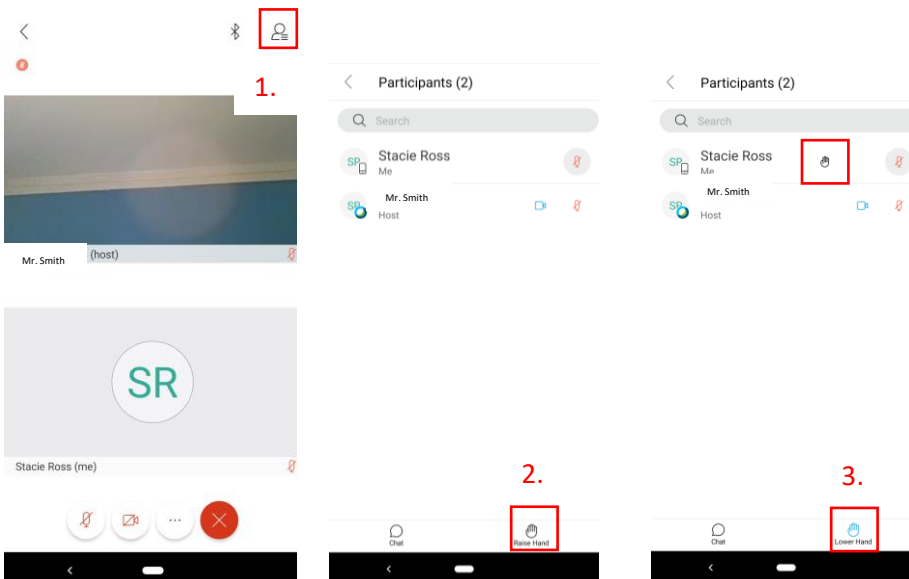 1.
Mr. Smith (host)
SR
Stacie Ross (me)
Participants (2)
Search
SR Stacie Ross
Me
Mr. Smith
Host
2.
Chat
Raise Hand
Participants (2)
Search
SR Stacie Ross
Me
Mr. Smith
Host
3.
Chat
Lower Hand